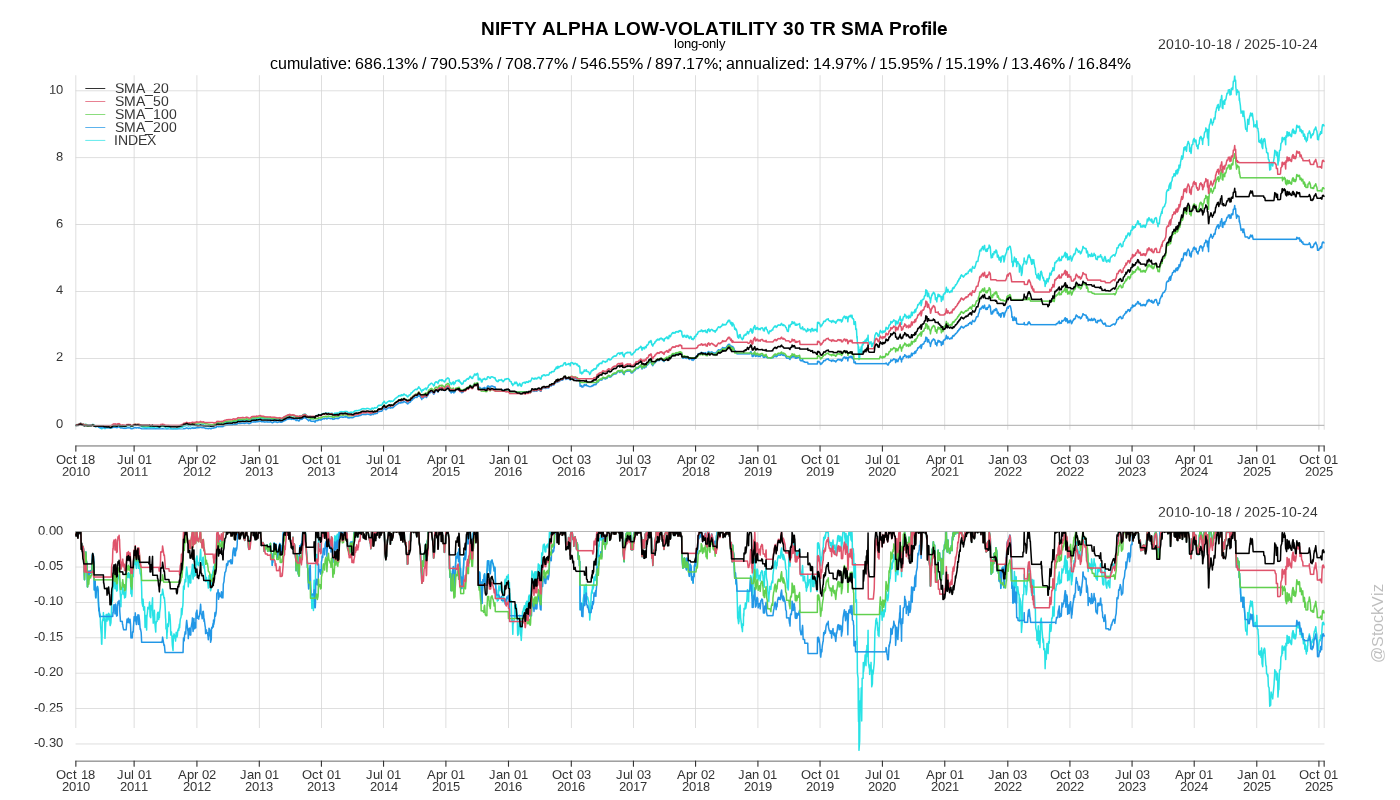 NIFTY ALPHA LOW-VOLATILITY 30 TR SMA Profile
long-only
2010-10-18 / 2025-10-24
cumulative: 686.13% / 790.53% / 708.77% / 546.55% / 897.17%; annualized: 14.97% / 15.95% / 15.19% / 13.46% / 16.84%
SMA_20
SMA_50
SMA_100
SMA_200
INDEX
10
8
6
4
2
0
Oct 18 Jul 01 Apr 02 Jan 01 Oct 01 Jul 01 Apr 01 Jan 01 Oct 03 Jul 03 Apr 02 Jan 01 Oct 01 Jul 01 Apr 01 Jan 03 Oct 03 Jul 03 Apr 01 Jan 01 Oct 01
2010 2011 2012 2013 2013 2014 2015 2016 2016 2017 2018 2019 2019 2020 2021 2022 2022 2023 2024 2025 2025
2010-10-18 / 2025-10-24
0.00
-0.05
-0.10
-0.15
-0.20
-0.25
-0.30
Oct 18 Jul 01 Apr 02 Jan 01 Oct 01 Jul 01 Apr 01 Jan 01 Oct 03 Jul 03 Apr 02 Jan 01 Oct 01 Jul 01 Apr 01 Jan 03 Oct 03 Jul 03 Apr 01 Jan 01 Oct 01
2010 2011 2012 2013 2013 2014 2015 2016 2016 2017 2018 2019 2019 2020 2021 2022 2022 2023 2024 2025 2025
@StockViz